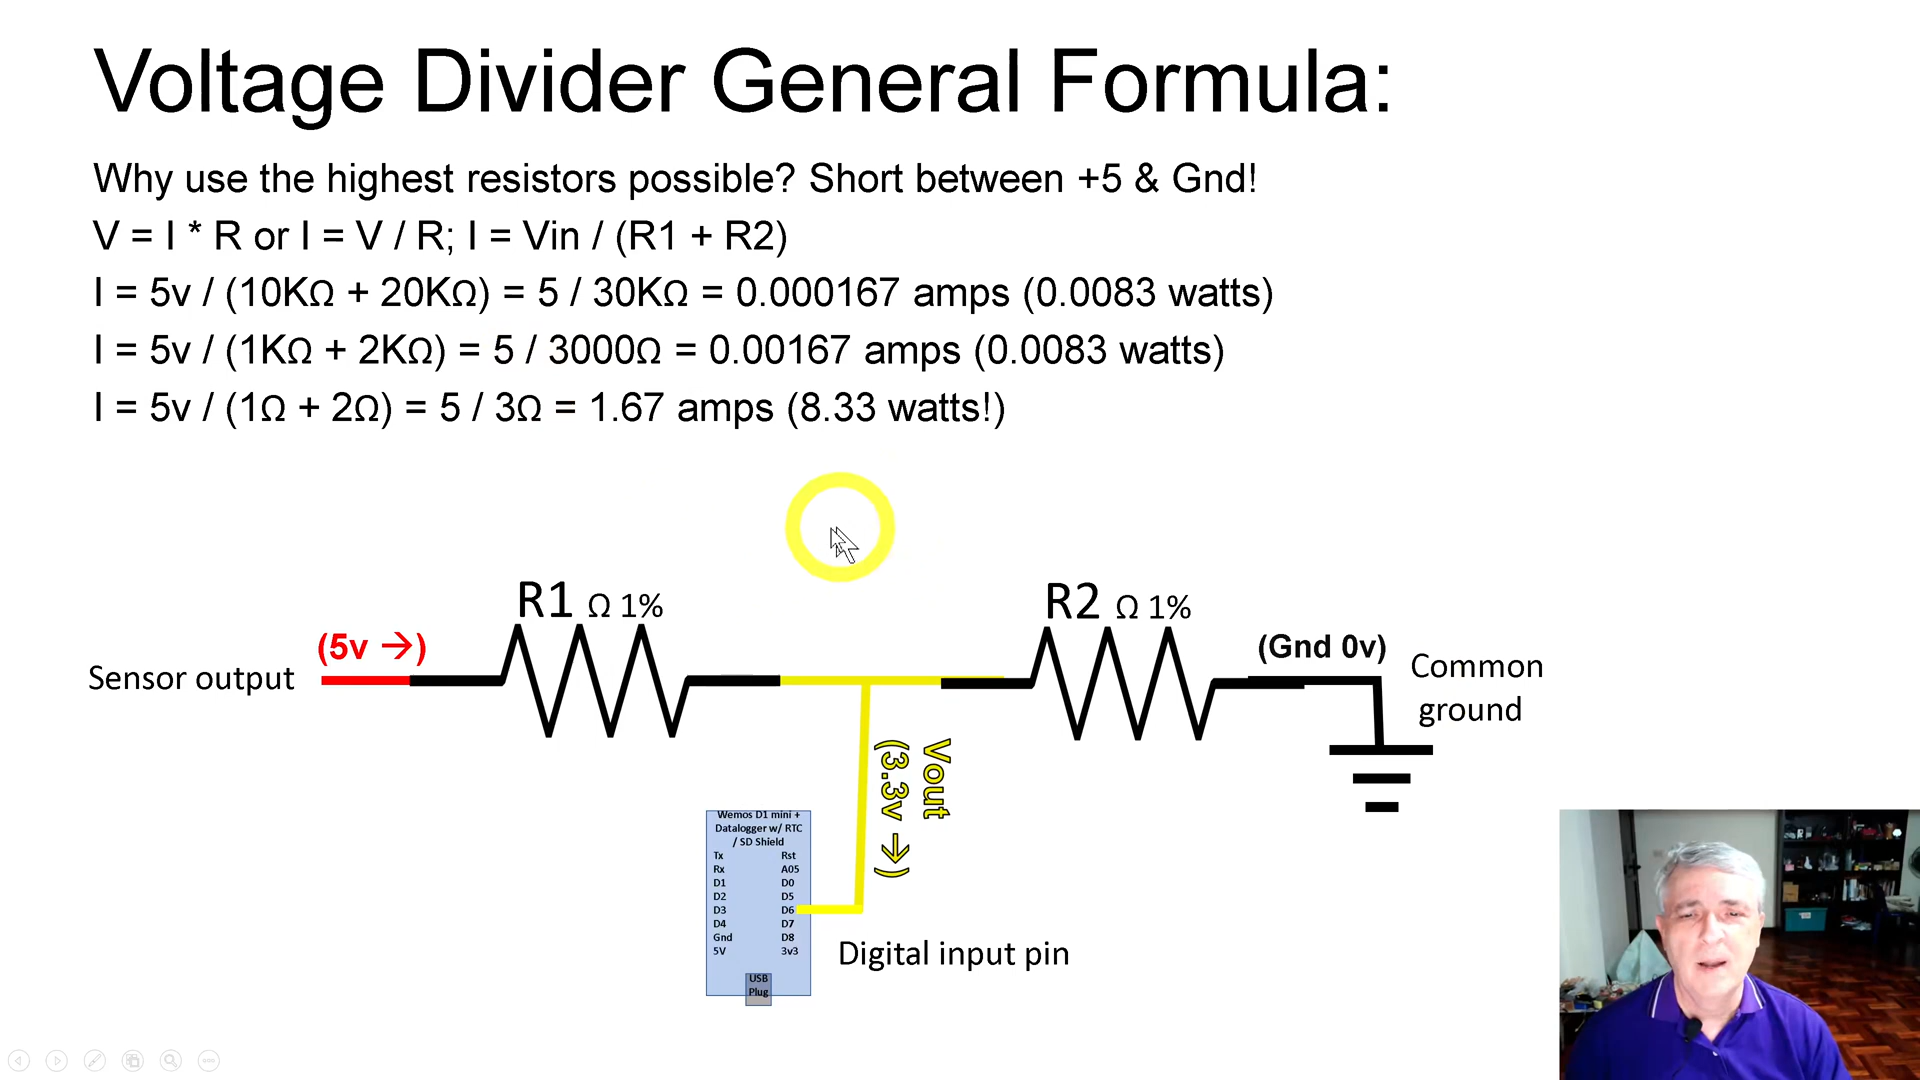 Voltage Divider General Formula:
Why use the highest resistors possible? Short between +5 & Gnd!
V = I * R or I = V / R; I = Vin / (R1 + R2)
I = 5v / (10KΩ + 20KΩ) = 5 / 30KΩ = 0.000167 amps (0.0083 watts)
I = 5v / (1KΩ + 2KΩ) = 5 / 3000Ω = 0.00167 amps (0.0083 watts)
I = 5v / (1Ω + 2Ω) = 5 / 3Ω = 1.67 amps (8.33 watts!)
R1 Ω 1%
R2 Ω 1%
Sensor output
(5v →)
(Gnd 0v)
Common
ground
Vout
(3.3v →)
Wemos D1 mini +
Datalogger w/ RTC
/ SD Shield
Tx Rst
Rx A05
D1 D0
D2 D5
D3 D6
D4 D7
Gnd D8
5V 3v3
USB
Plug
Digital input pin